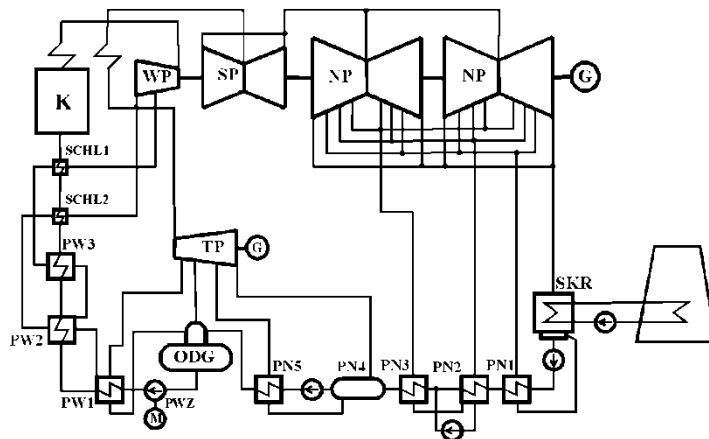 WP
SP
NP
NP
G
K
SCHL1
SCHL2
PW3
TP
G
SKR
PW2
ODG
PN5
PN4
PN3
PN2
PN1
PW1
PWZ
M